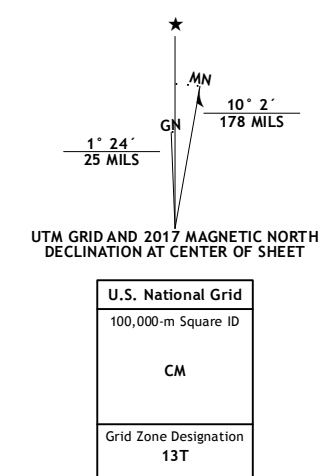 MN
GN
10° 2´
178 MILS
1° 24´
25 MILS
UTM GRID AND 2017 MAGNETIC NORTH
DECLINATION AT CENTER OF SHEET
U.S. National Grid
100,000-m Square ID
CM
Grid Zone Designation
13T